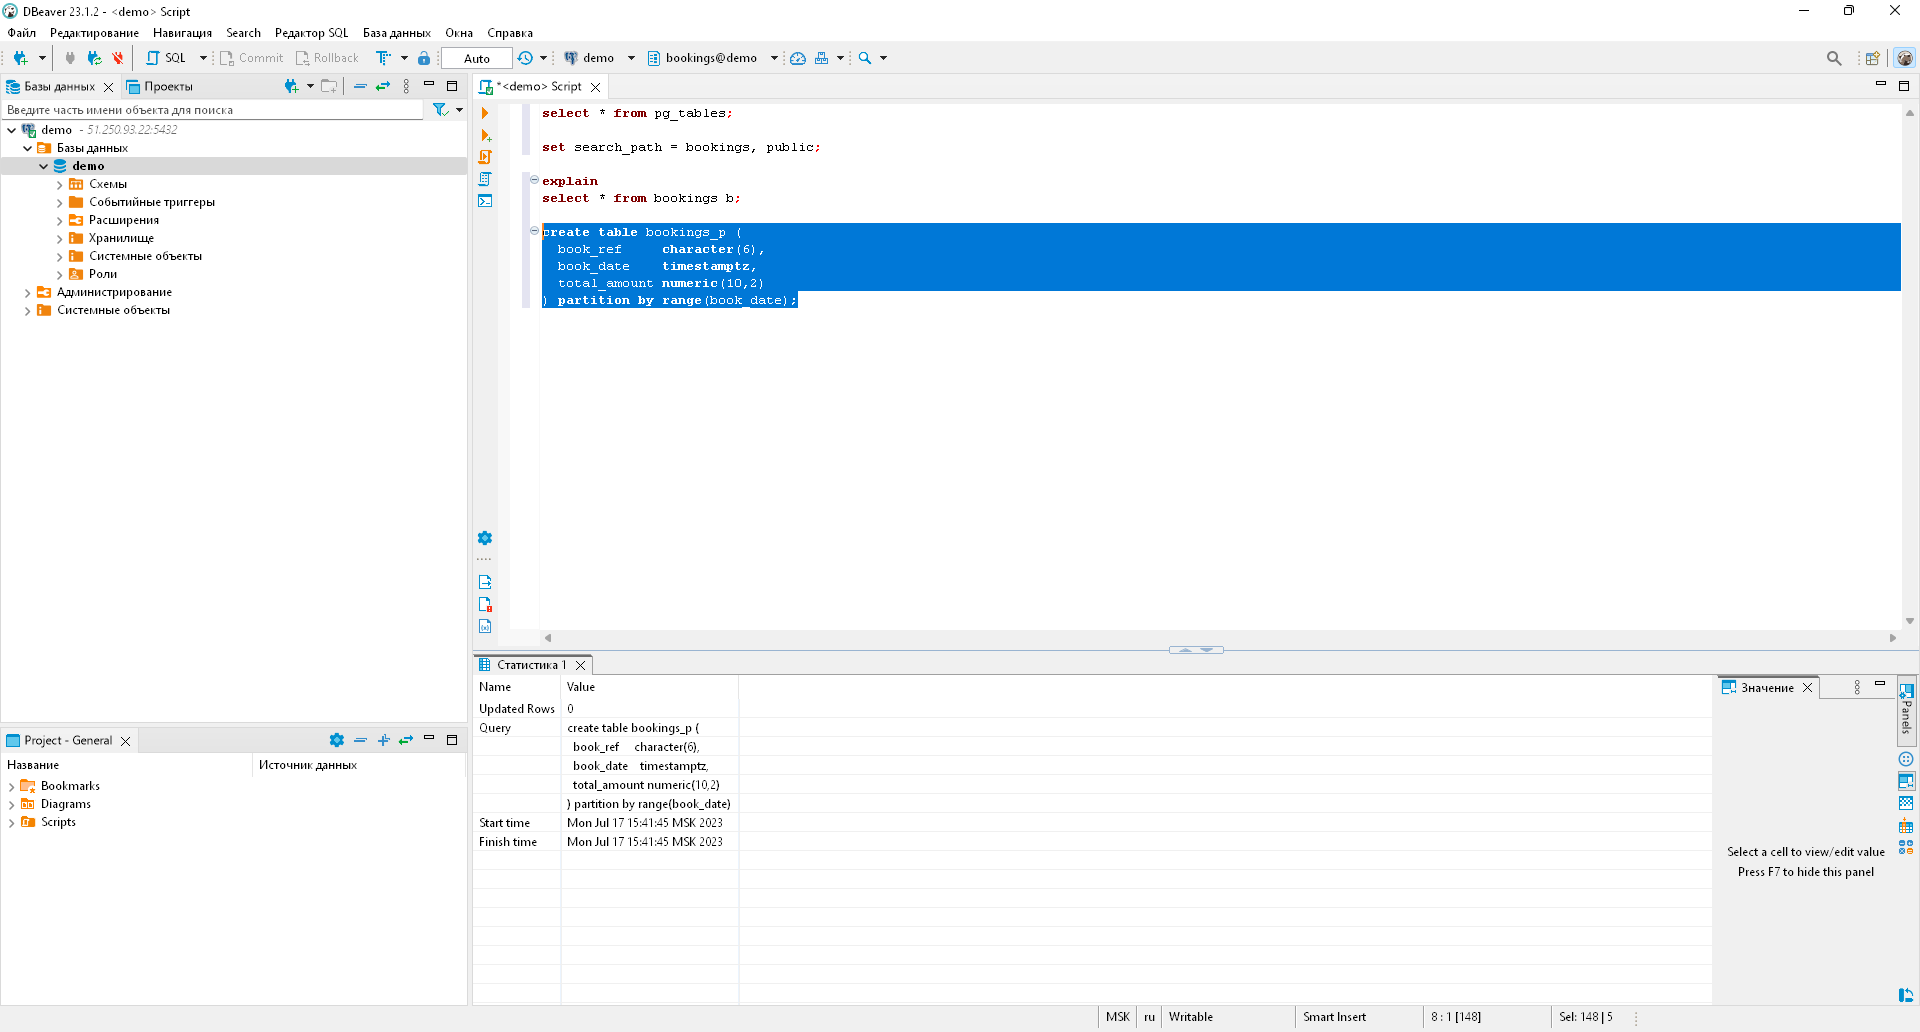 DBeaver 23.1.2 - <demo> Script
Файл Редактирование Навигация Search Редактор SQL База данных Окна Справка
SQL Commit Rollback Auto demo bookings@demo
Базы данных Проекты
Введите часть имени объекта для поиска
demo - 51.250.93.22:5432
Базы данных
demo
Схемы
Событийные триггеры
Расширения
Хранилище
Системные объекты
Роли
Администрирование
Системные объекты
Project - General
Название Источник данных
Bookmarks
Diagrams
Scripts
*<demo> Script
select * from pg_tables;
set search_path = bookings, public;
explain
select * from bookings b;
create table bookings_p (
book_ref character(6),
book_date timestamptz,
total_amount numeric(10,2)
) partition by range(book_date);
Статистика 1
Name Value
Updated Rows 0
Query create table bookings_p (
book_ref character(6),
book_date timestamptz,
total_amount numeric(10,2)
) partition by range(book_date)
Start time Mon Jul 17 15:41:45 MSK 2023
Finish time Mon Jul 17 15:41:45 MSK 2023
Значение
Panels
Select a cell to view/edit value
Press F7 to hide this panel
MSK ru Writable Smart Insert 8 : 1 [148] Sel: 148 | 5